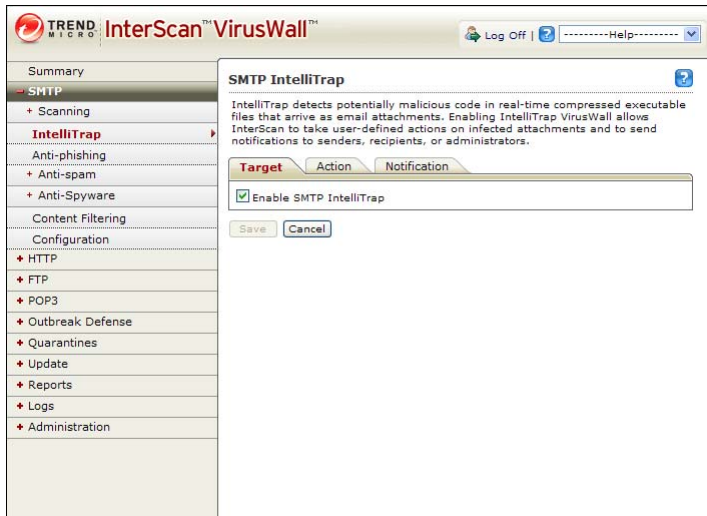 TREND MICRO InterScan™ VirusWall™
Log Off | ? ---------Help---------
Summary
− SMTP
+ Scanning
IntelliTrap
Anti-phishing
+ Anti-spam
+ Anti-Spyware
Content Filtering
Configuration
+ HTTP
+ FTP
+ POP3
+ Outbreak Defense
+ Quarantines
+ Update
+ Reports
+ Logs
+ Administration
SMTP IntelliTrap ?
IntelliTrap detects potentially malicious code in real-time compressed executable
files that arrive as email attachments. Enabling IntelliTrap VirusWall allows
InterScan to take user-defined actions on infected attachments and to send
notifications to senders, recipients, or administrators.
Target Action Notification
Enable SMTP IntelliTrap
Save Cancel